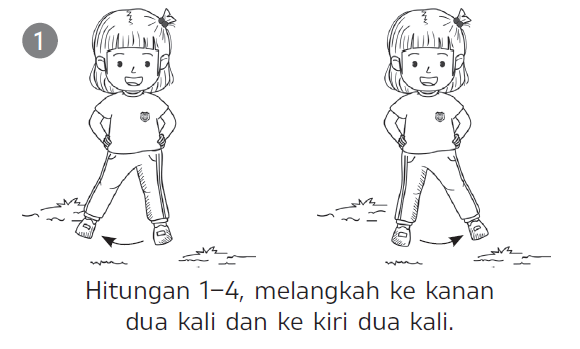 1
Hitungan 1–4, melangkah ke kanan
dua kali dan ke kiri dua kali.